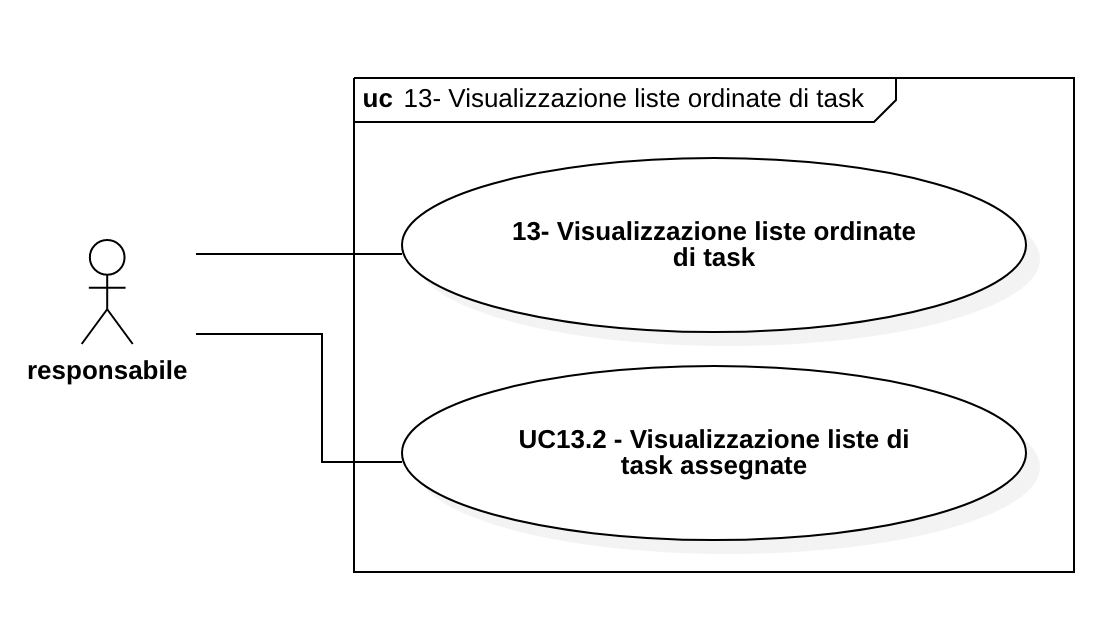 uc 13- Visualizzazione liste ordinate di task
13- Visualizzazione liste ordinate
di task
responsabile
UC13.2 - Visualizzazione liste di
task assegnate